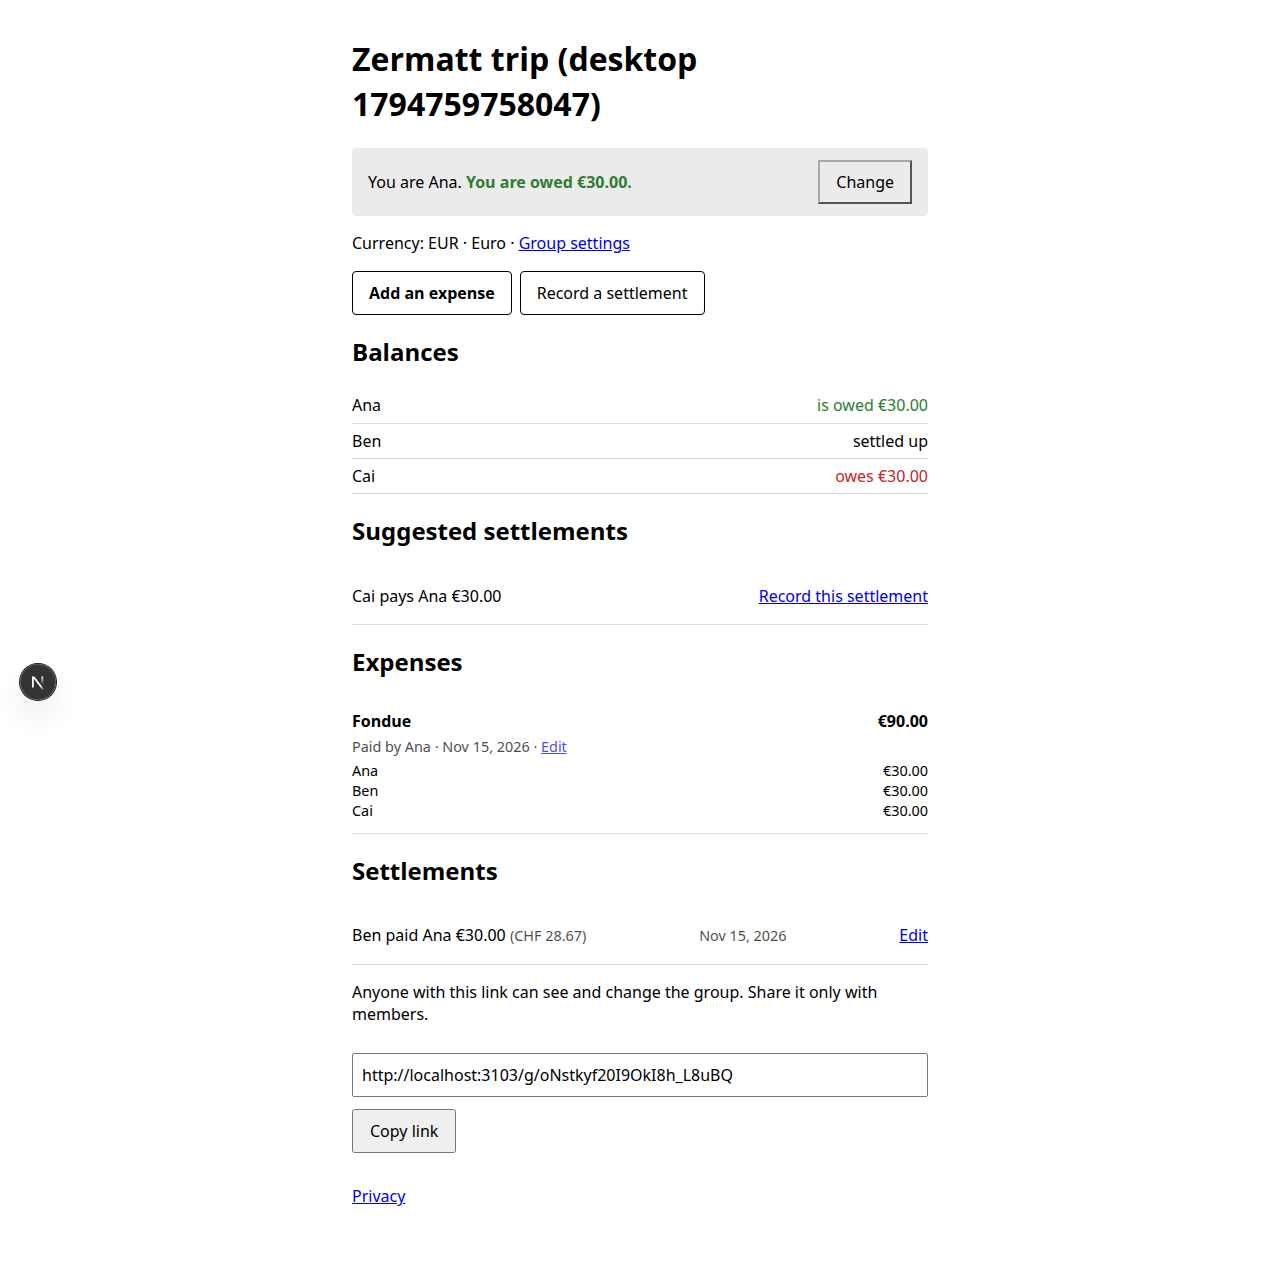 Zermatt trip (desktop
1794759758047)
You are Ana. You are owed €30.00.
Change
Currency: EUR · Euro · Group settings
Add an expense
Record a settlement
Balances
Ana is owed €30.00
Ben settled up
Cai owes €30.00
Suggested settlements
Cai pays Ana €30.00 Record this settlement
Expenses
Fondue €90.00
Paid by Ana · Nov 15, 2026 · Edit
Ana €30.00
Ben €30.00
Cai €30.00
Settlements
Ben paid Ana €30.00 (CHF 28.67) Nov 15, 2026 Edit
Anyone with this link can see and change the group. Share it only with
members.
http://localhost:3103/g/oNstkyf20I9OkI8h_L8uBQ
Copy link
Privacy
N